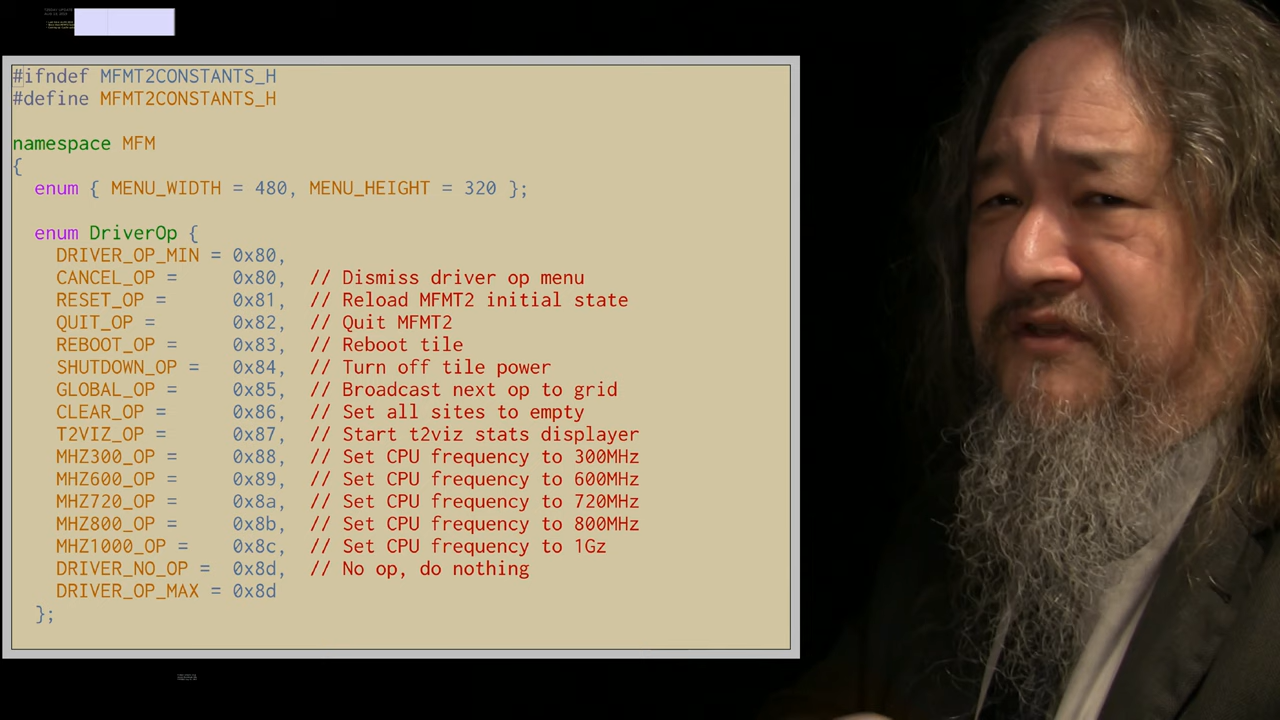 #ifndef MFMT2CONSTANTS_H
#define MFMT2CONSTANTS_H
namespace MFM
{
enum { MENU_WIDTH = 480, MENU_HEIGHT = 320 };
enum DriverOp {
DRIVER_OP_MIN = 0x80,
CANCEL_OP = 0x80, // Dismiss driver op menu
RESET_OP = 0x81, // Reload MFMT2 initial state
QUIT_OP = 0x82, // Quit MFMT2
REBOOT_OP = 0x83, // Reboot tile
SHUTDOWN_OP = 0x84, // Turn off tile power
GLOBAL_OP = 0x85, // Broadcast next op to grid
CLEAR_OP = 0x86, // Set all sites to empty
T2VIZ_OP = 0x87, // Start t2viz stats displayer
MHZ300_OP = 0x88, // Set CPU frequency to 300MHz
MHZ600_OP = 0x89, // Set CPU frequency to 600MHz
MHZ720_OP = 0x8a, // Set CPU frequency to 720MHz
MHZ800_OP = 0x8b, // Set CPU frequency to 800MHz
MHZ1000_OP = 0x8c, // Set CPU frequency to 1Gz
DRIVER_NO_OP = 0x8d, // No op, do nothing
DRIVER_OP_MAX = 0x8d
};